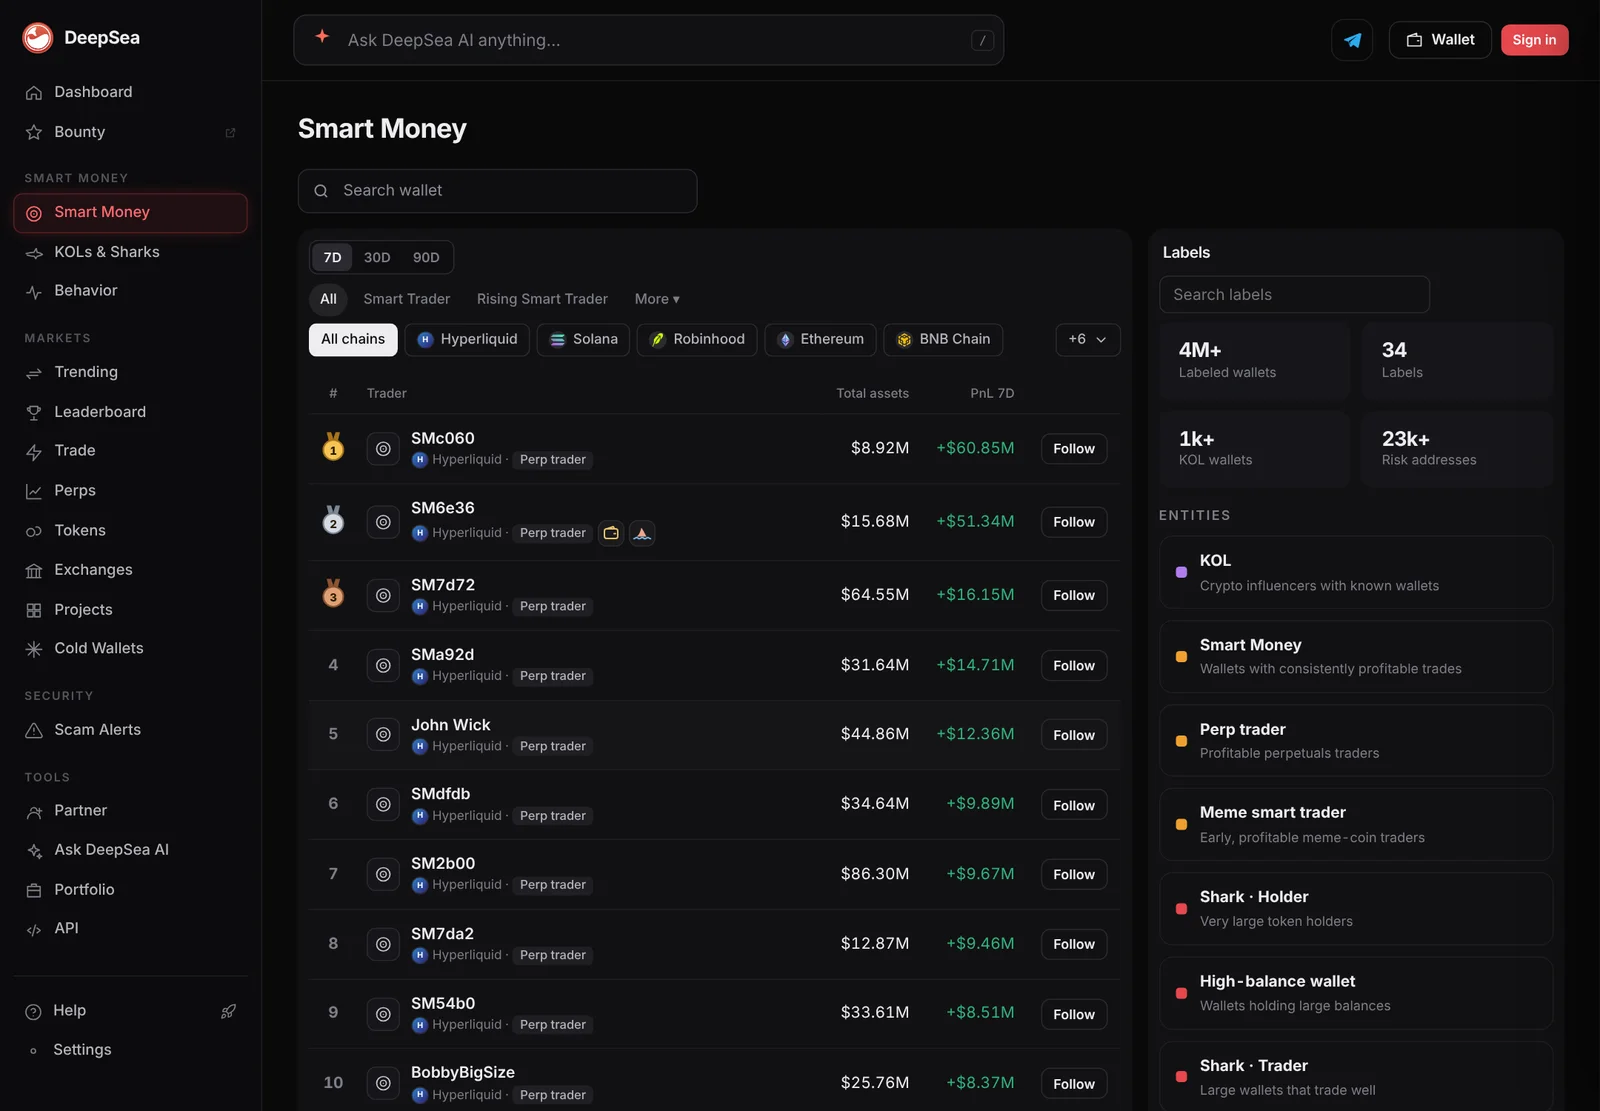 DeepSea
Ask DeepSea AI anything...
/
Wallet
Sign in
Dashboard
Bounty
SMART MONEY
Smart Money
KOLs & Sharks
Behavior
MARKETS
Trending
Leaderboard
Trade
Perps
Tokens
Exchanges
Projects
Cold Wallets
SECURITY
Scam Alerts
TOOLS
Partner
Ask DeepSea AI
Portfolio
API
Help
Settings
Smart Money
Search wallet
7D 30D 90D
All Smart Trader Rising Smart Trader More ▾
All chains H Hyperliquid Solana Robinhood Ethereum BNB Chain +6
# Trader Total assets PnL 7D
1 SMc060 $8.92M +$60.85M Follow
H Hyperliquid · Perp trader
2 SM6e36 $15.68M +$51.34M Follow
H Hyperliquid · Perp trader
3 SM7d72 $64.55M +$16.15M Follow
H Hyperliquid · Perp trader
4 SMa92d $31.64M +$14.71M Follow
H Hyperliquid · Perp trader
5 John Wick $44.86M +$12.36M Follow
H Hyperliquid · Perp trader
6 SMdfdb $34.64M +$9.89M Follow
H Hyperliquid · Perp trader
7 SM2b00 $86.30M +$9.67M Follow
H Hyperliquid · Perp trader
8 SM7da2 $12.87M +$9.46M Follow
H Hyperliquid · Perp trader
9 SM54b0 $33.61M +$8.51M Follow
H Hyperliquid · Perp trader
10 BobbyBigSize $25.76M +$8.37M Follow
H Hyperliquid · Perp trader
Labels
Search labels
4M+
Labeled wallets
34
Labels
1k+
KOL wallets
23k+
Risk addresses
ENTITIES
KOL
Crypto influencers with known wallets
Smart Money
Wallets with consistently profitable trades
Perp trader
Profitable perpetuals traders
Meme smart trader
Early, profitable meme-coin traders
Shark · Holder
Very large token holders
High-balance wallet
Wallets holding large balances
Shark · Trader
Large wallets that trade well